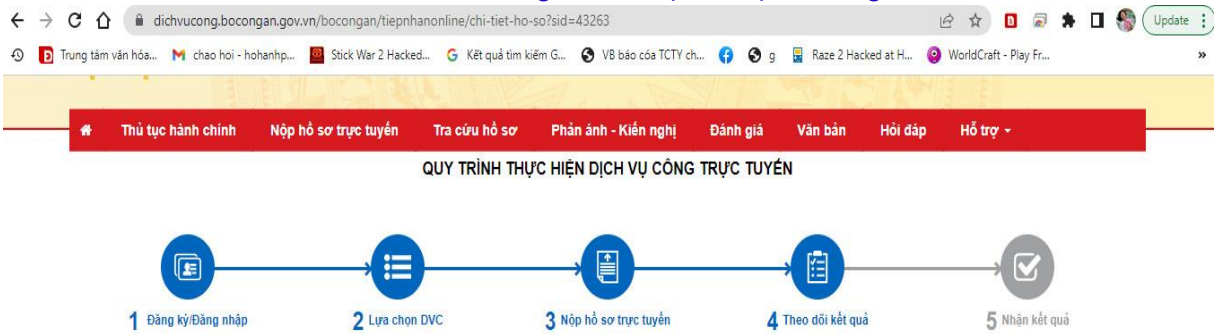 dichvucong.bocongan.gov.vn/bocongan/tiepnhanonline/chi-tiet-ho-so?sid=43263
Update
Trung tâm văn hóa... chao hoi - hohanhp... Stick War 2 Hacked... Kết quả tìm kiếm G... VB báo cóa TCTY ch... g Raze 2 Hacked at H... WorldCraft - Play Fr... »
Thủ tục hành chính Nộp hồ sơ trực tuyến Tra cứu hồ sơ Phản ánh - Kiến nghị Đánh giá Văn bản Hỏi đáp Hỗ trợ
QUY TRÌNH THỰC HIỆN DỊCH VỤ CÔNG TRỰC TUYẾN
1 Đăng ký/Đăng nhập 2 Lựa chọn DVC 3 Nộp hồ sơ trực tuyến 4 Theo dõi kết quả 5 Nhận kết quả